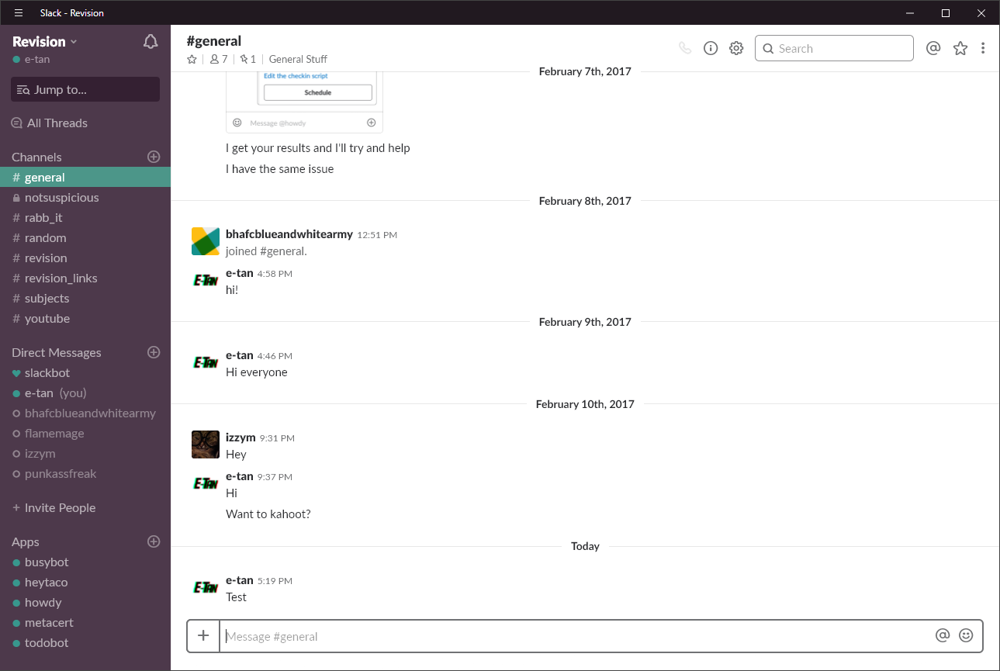 Slack - Revision
Revision
e-tan
Jump to...
All Threads
Channels
# general
notsuspicious
# rabb_it
# random
# revision
# revision_links
# subjects
# youtube
Direct Messages
slackbot
e-tan (you)
bhafcblueandwhitearmy
flamemage
izzym
punkassfreak
+ Invite People
Apps
busybot
heytaco
howdy
metacert
todobot
#general
7 | 1 | General Stuff
Search
February 7th, 2017
Edit the checkin script
Schedule
Message @howdy
I get your results and I'll try and help
I have the same issue
February 8th, 2017
bhafcblueandwhitearmy 12:51 PM
joined #general.
E-TAN
e-tan 4:58 PM
hi!
February 9th, 2017
E-TAN
e-tan 4:46 PM
Hi everyone
February 10th, 2017
izzym 9:31 PM
Hey
E-TAN
e-tan 9:37 PM
Hi
Want to kahoot?
Today
E-TAN
e-tan 5:19 PM
Test
Message #general